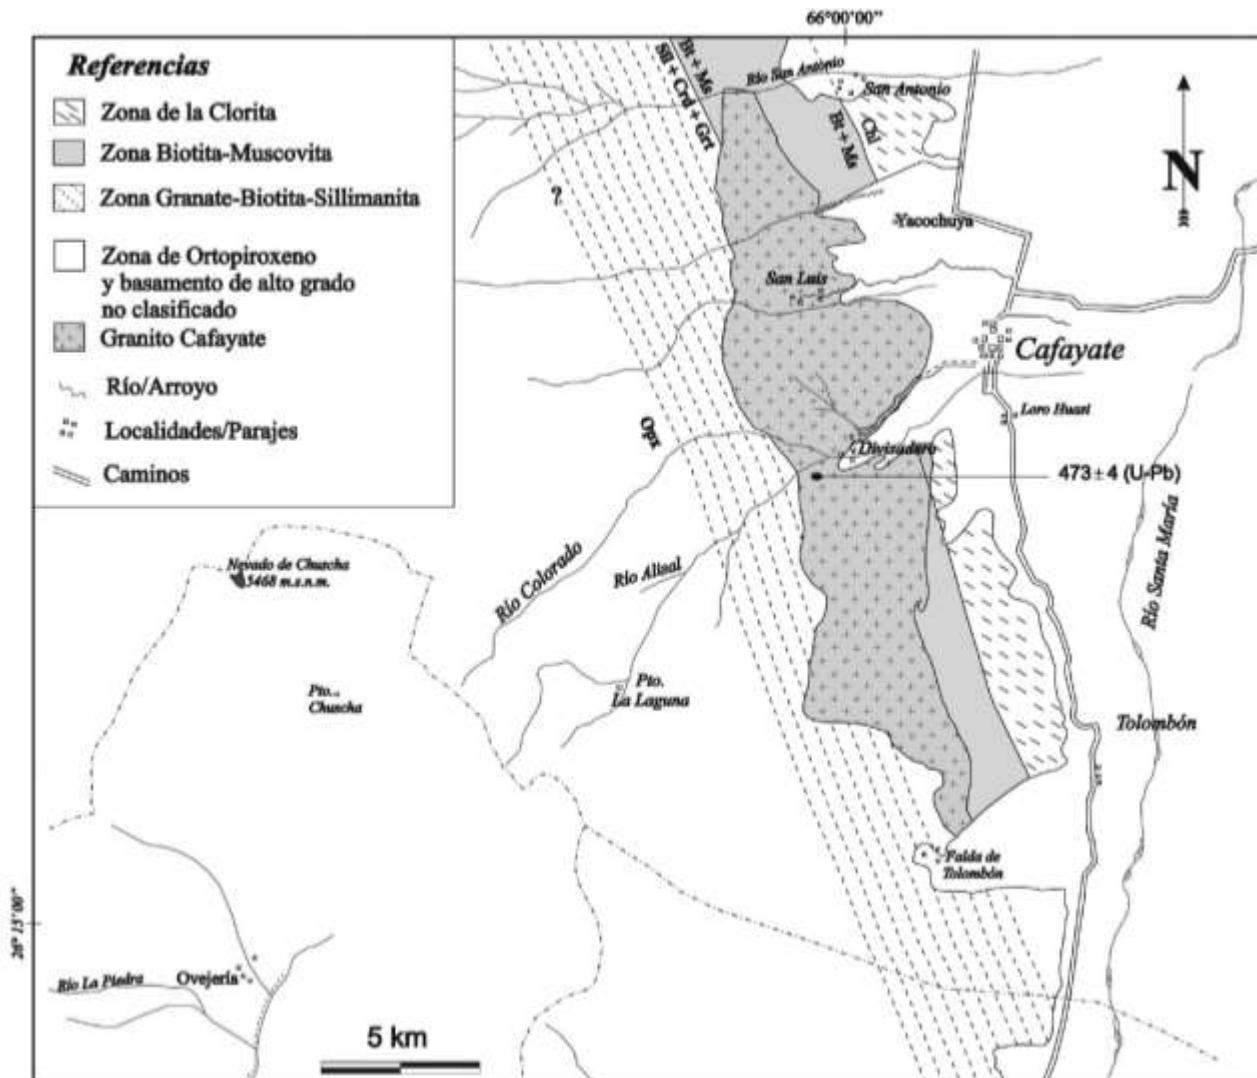 66°00'00"
Referencias
Zona de la Clorita
Zona Biotita-Muscovita
Zona Granate-Biotita-Sillimanita
Zona de Ortopiroxeno
y basamento de alto grado
no clasificado
Granito Cafayate
Río/Arroyo
Localidades/Parajes
Caminos
Bt + Ms
Sil + Crd + Grt
Río San Antonio
San Antonio
Chl
Bt + Ms
N
?
Yacochuya
San Luis
Cafayate
Loro Huasi
Opx
Divisadero
473±4 (U-Pb)
Nevado de Chuscha
5468 m.s.n.m.
Río Colorado
Río Alisal
Río Santa María
Pto.
Chuscha
Pto.
La Laguna
Tolombón
Falda de
Tolombón
26° 15'00"
Río La Piedra
Ovejería
5 km